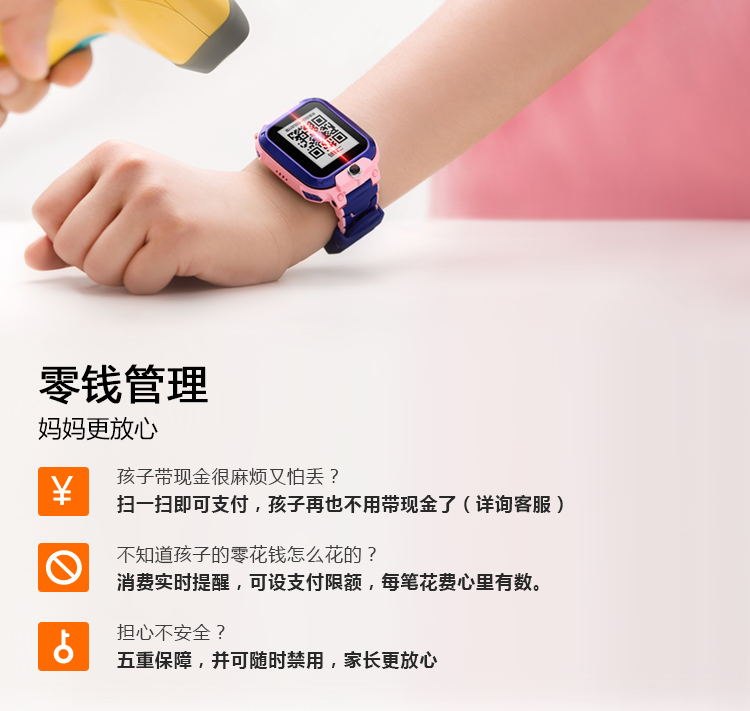 零钱管理
妈妈更放心
¥
孩子带现金很麻烦又怕丢？
扫一扫即可支付，孩子再也不用带现金了（详询客服）
不知道孩子的零花钱怎么花的？
消费实时提醒，可设支付限额，每笔花费心里有数。
担心不安全？
五重保障，并可随时禁用，家长更放心